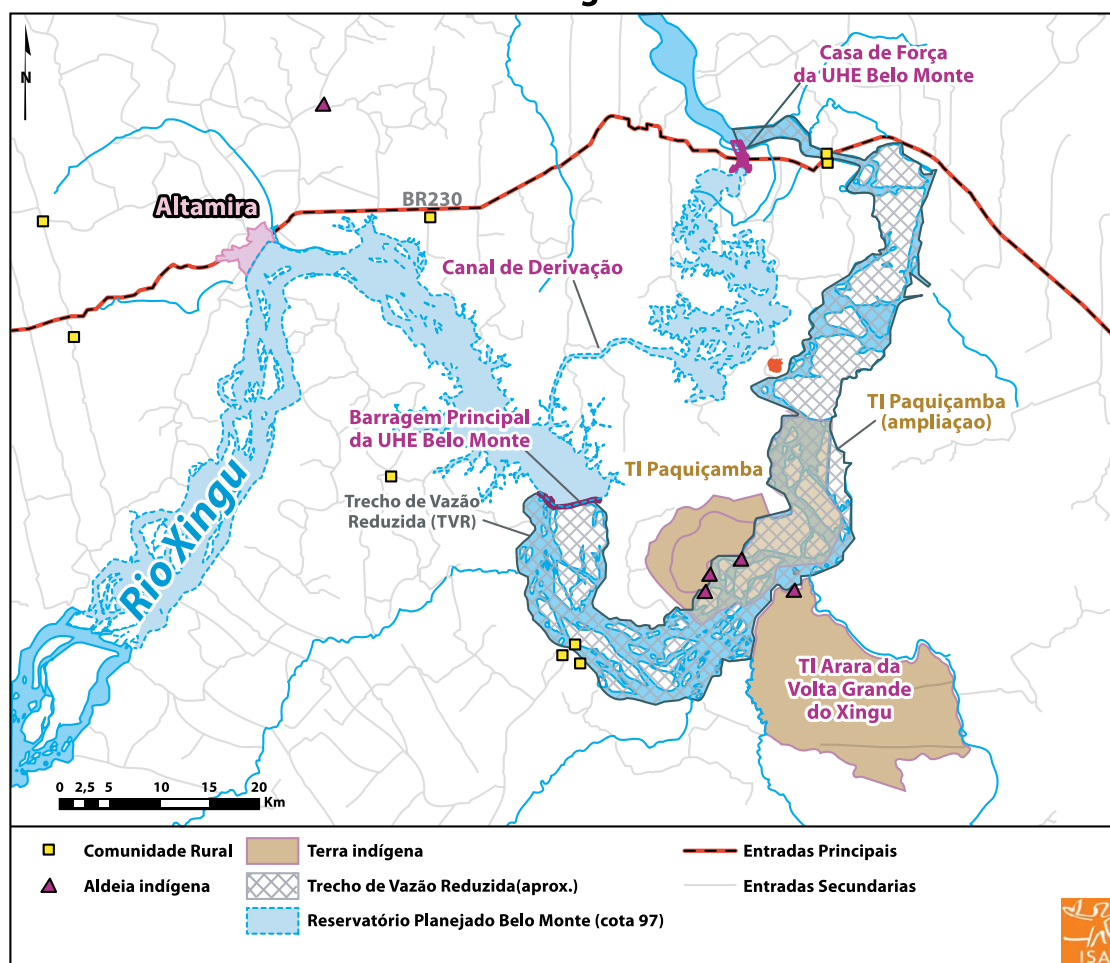 N
Casa de Força
da UHE Belo Monte
Altamira
BR230
Canal de Derivação
TI Paquiçamba
(ampliaçao)
Barragem Principal
da UHE Belo Monte
TI Paquiçamba
Trecho de Vazão
Reduzida (TVR)
Rio Xingu
TI Arara da
Volta Grande
do Xingu
0 2,5 5 10 15 20
Km
Comunidade Rural
Terra indígena
Entradas Principais
Aldeia indígena
Trecho de Vazão Reduzida(aprox.)
Entradas Secundarias
Reservatório Planejado Belo Monte (cota 97)
ISA